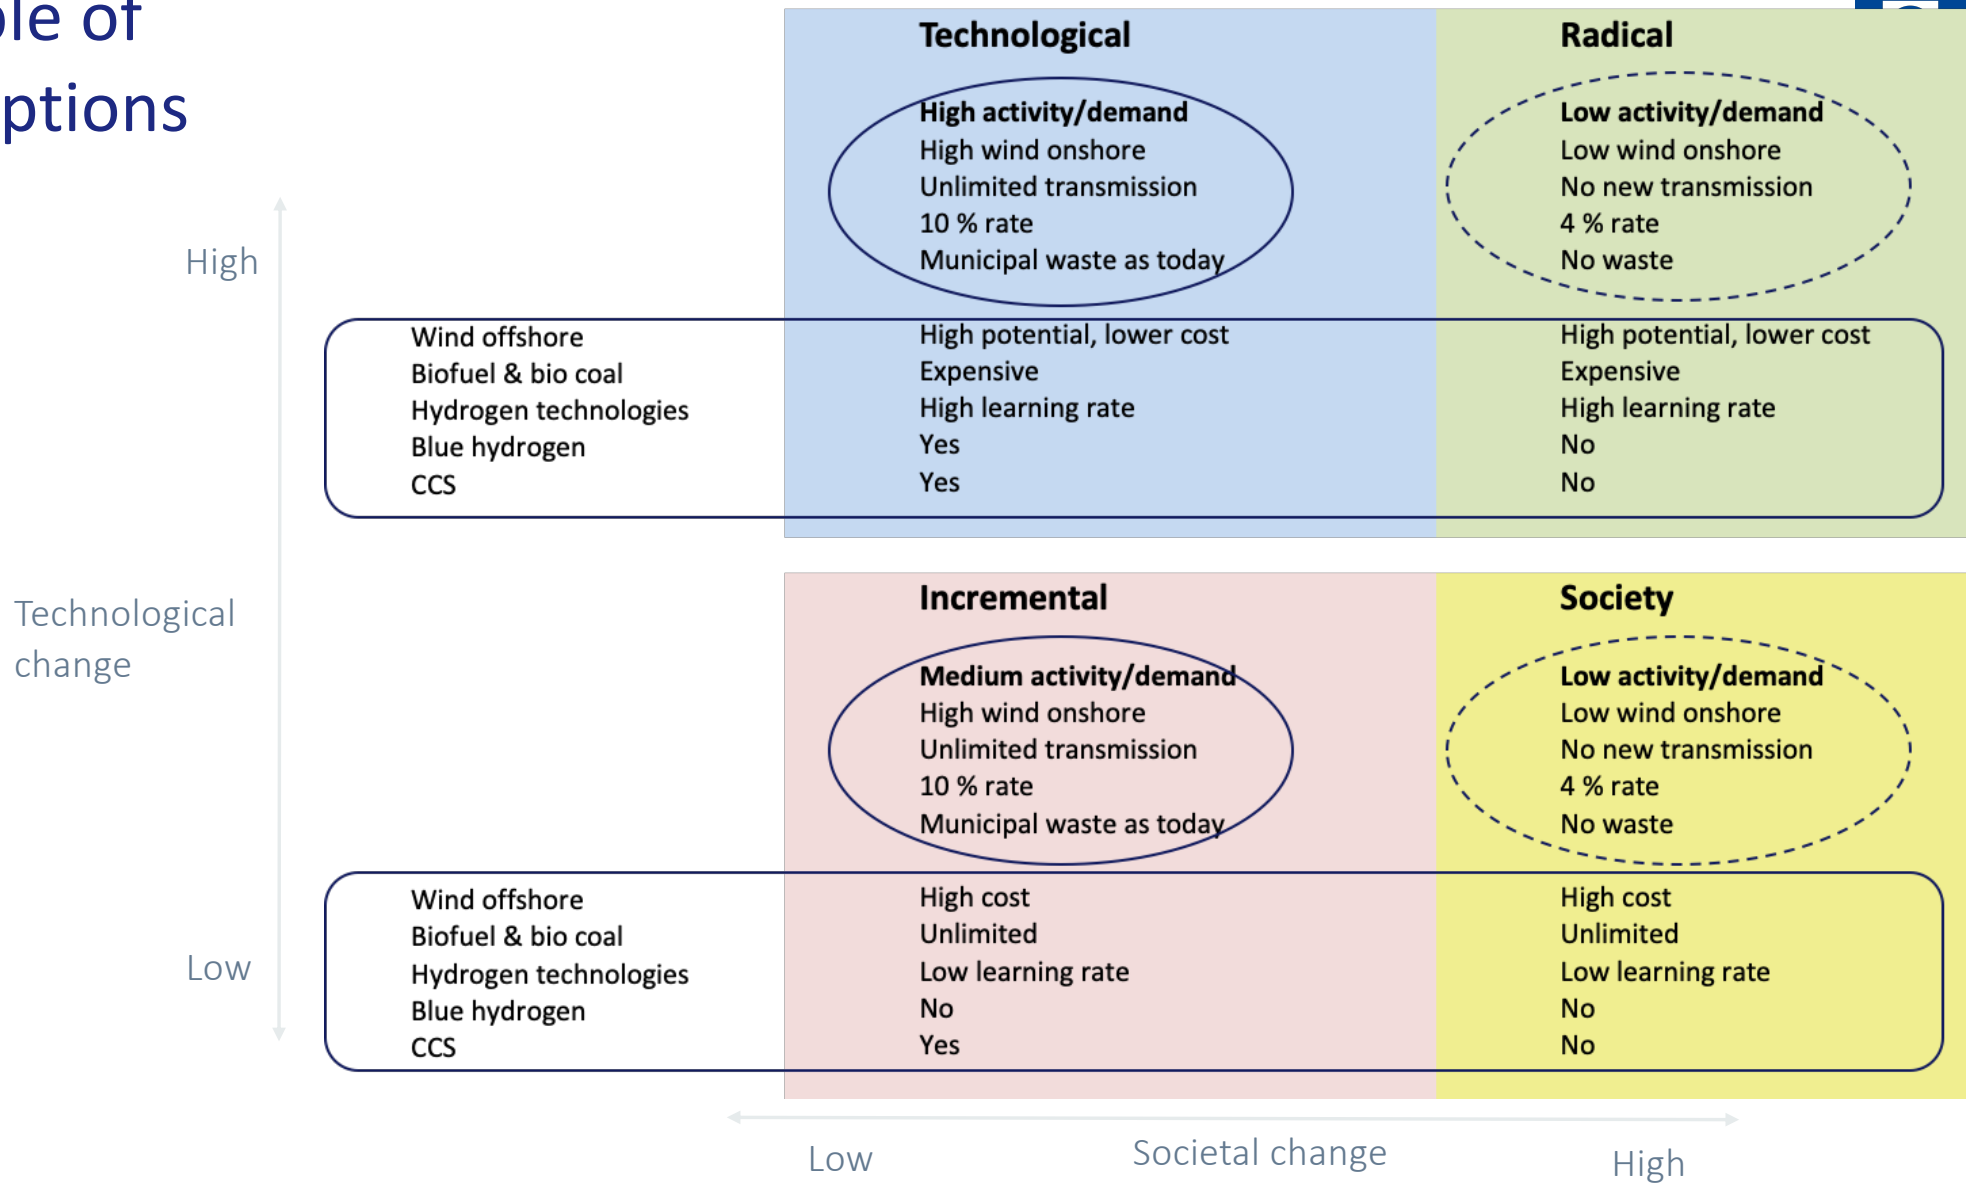 ple of
ptions
Technological
High activity/demand
High wind onshore
Unlimited transmission
10 % rate
Municipal waste as today
Radical
Low activity/demand
Low wind onshore
No new transmission
4 % rate
No waste
High
Wind offshore High potential, lower cost High potential, lower cost
Biofuel & bio coal Expensive Expensive
Hydrogen technologies High learning rate High learning rate
Blue hydrogen Yes No
CCS Yes No
Technological
change
Incremental
Medium activity/demand
High wind onshore
Unlimited transmission
10 % rate
Municipal waste as today
Society
Low activity/demand
Low wind onshore
No new transmission
4 % rate
No waste
Wind offshore High cost High cost
Biofuel & bio coal Unlimited Unlimited
Hydrogen technologies Low learning rate Low learning rate
Blue hydrogen No No
CCS Yes No
Low
Low Societal change High